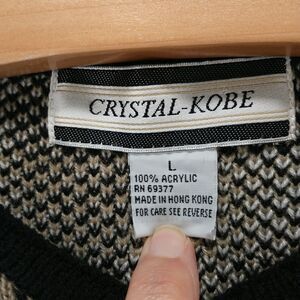 CRYSTAL-KOBE
L
100% ACRYLIC
RN 69377
MADE IN HONG KONG
FOR CARE SEE REVERSE